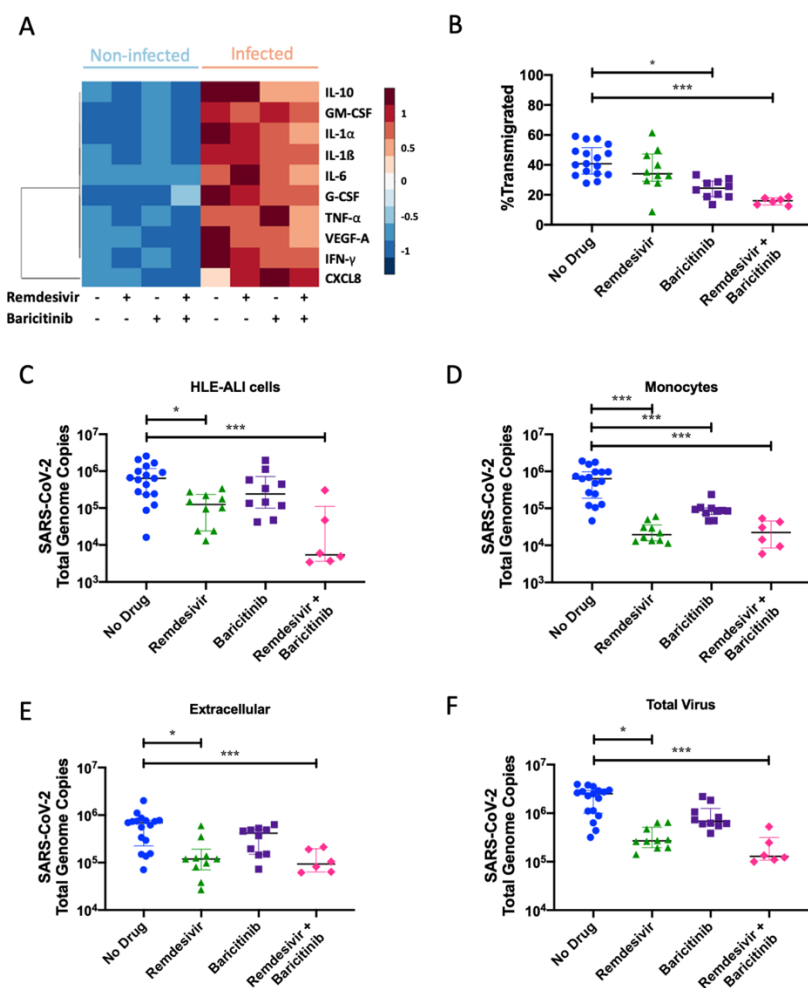 A
Non-infected Infected
IL-10
GM-CSF
IL-1α
IL-1ß
IL-6
G-CSF
TNF-α
VEGF-A
IFN-γ
CXCL8
1
0.5
0
-0.5
-1
Remdesivir - + - + - + - +
Baricitinib - - + + - - + +
B
%Transmigrated
100
80
60
40
20
0
*
***
No Drug
Remdesivir
Baricitinib
Remdesivir +
Baricitinib
C
HLE-ALI cells
SARS-CoV-2
Total Genome Copies
10⁷
10⁶
10⁵
10⁴
10³
*
***
No Drug
Remdesivir
Baricitinib
Remdesivir +
Baricitinib
D
Monocytes
SARS-CoV-2
Total Genome Copies
10⁷
10⁶
10⁵
10⁴
10³
***
***
***
No Drug
Remdesivir
Baricitinib
Remdesivir +
Baricitinib
E
Extracellular
SARS-CoV-2
Total Genome Copies
10⁷
10⁶
10⁵
10⁴
*
***
No Drug
Remdesivir
Baricitinib
Remdesivir +
Baricitinib
F
Total Virus
SARS-CoV-2
Total Genome Copies
10⁷
10⁶
10⁵
10⁴
*
***
No Drug
Remdesivir
Baricitinib
Remdesivir +
Baricitinib